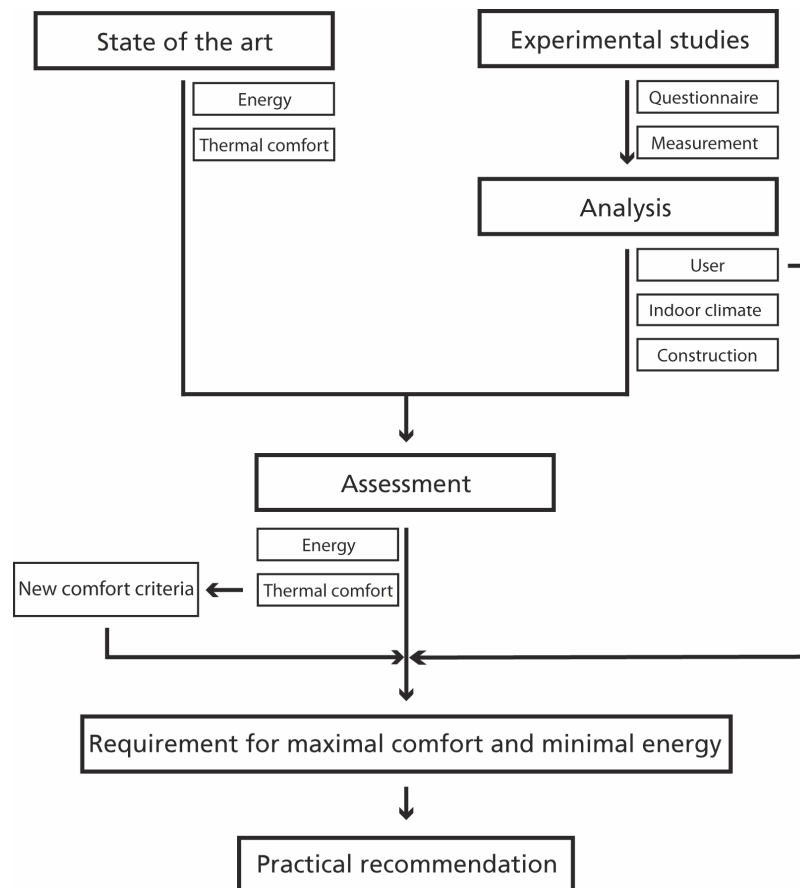 State of the art
Energy
Thermal comfort
Experimental studies
Questionnaire
Measurement
Analysis
User
Indoor climate
Construction
Assessment
Energy
Thermal comfort
New comfort criteria
Requirement for maximal comfort and minimal energy
Practical recommendation